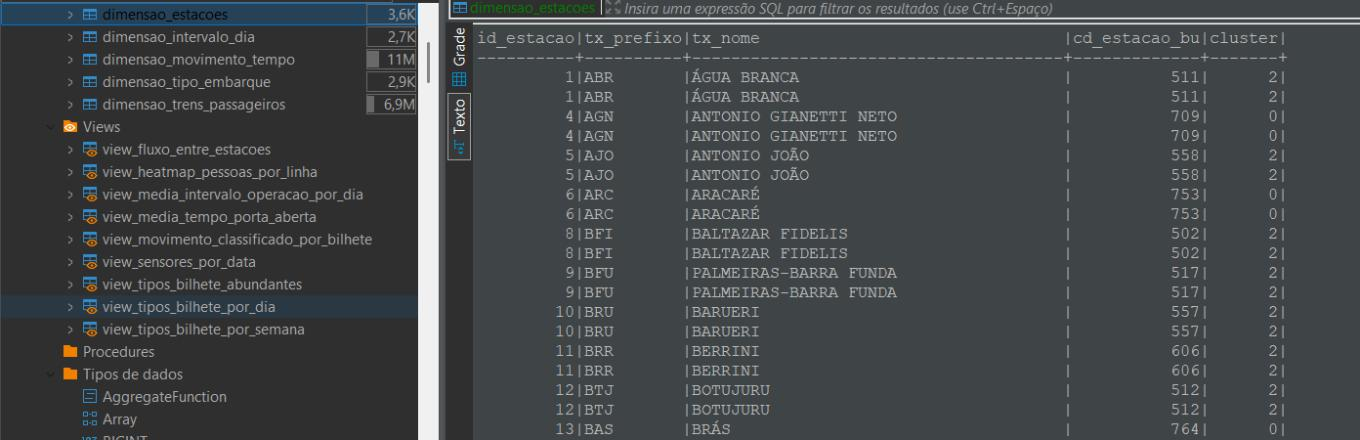 dimensao_estacoes 3,6K
dimensao_intervalo_dia 2,7K
dimensao_movimento_tempo 11M
dimensao_tipo_embarque 2,9K
dimensao_trens_passageiros 6,9M
Views
view_fluxo_entre_estacoes
view_heatmap_pessoas_por_linha
view_media_intervalo_operacao_por_dia
view_media_tempo_porta_aberta
view_movimento_classificado_por_bilhete
view_sensores_por_data
view_tipos_bilhete_abundantes
view_tipos_bilhete_por_dia
view_tipos_bilhete_por_semana
Procedures
Tipos de dados
AggregateFunction
Array
BIGINT
dimensao_estacoes Insira uma expressão SQL para filtrar os resultados (use Ctrl+Espaço)
Grade
Texto
id_estacao|tx_prefixo|tx_nome |cd_estacao_bu|cluster|
----------+----------+-------------------------------------+-------------+-------+
1|ABR |ÁGUA BRANCA | 511| 2|
1|ABR |ÁGUA BRANCA | 511| 2|
4|AGN |ANTONIO GIANETTI NETO | 709| 0|
4|AGN |ANTONIO GIANETTI NETO | 709| 0|
5|AJO |ANTONIO JOÃO | 558| 2|
5|AJO |ANTONIO JOÃO | 558| 2|
6|ARC |ARACARÉ | 753| 0|
6|ARC |ARACARÉ | 753| 0|
8|BFI |BALTAZAR FIDELIS | 502| 2|
8|BFI |BALTAZAR FIDELIS | 502| 2|
9|BFU |PALMEIRAS-BARRA FUNDA | 517| 2|
9|BFU |PALMEIRAS-BARRA FUNDA | 517| 2|
10|BRU |BARUERI | 557| 2|
10|BRU |BARUERI | 557| 2|
11|BRR |BERRINI | 606| 2|
11|BRR |BERRINI | 606| 2|
12|BTJ |BOTUJURU | 512| 2|
12|BTJ |BOTUJURU | 512| 2|
13|BAS |BRÁS | 764| 0|